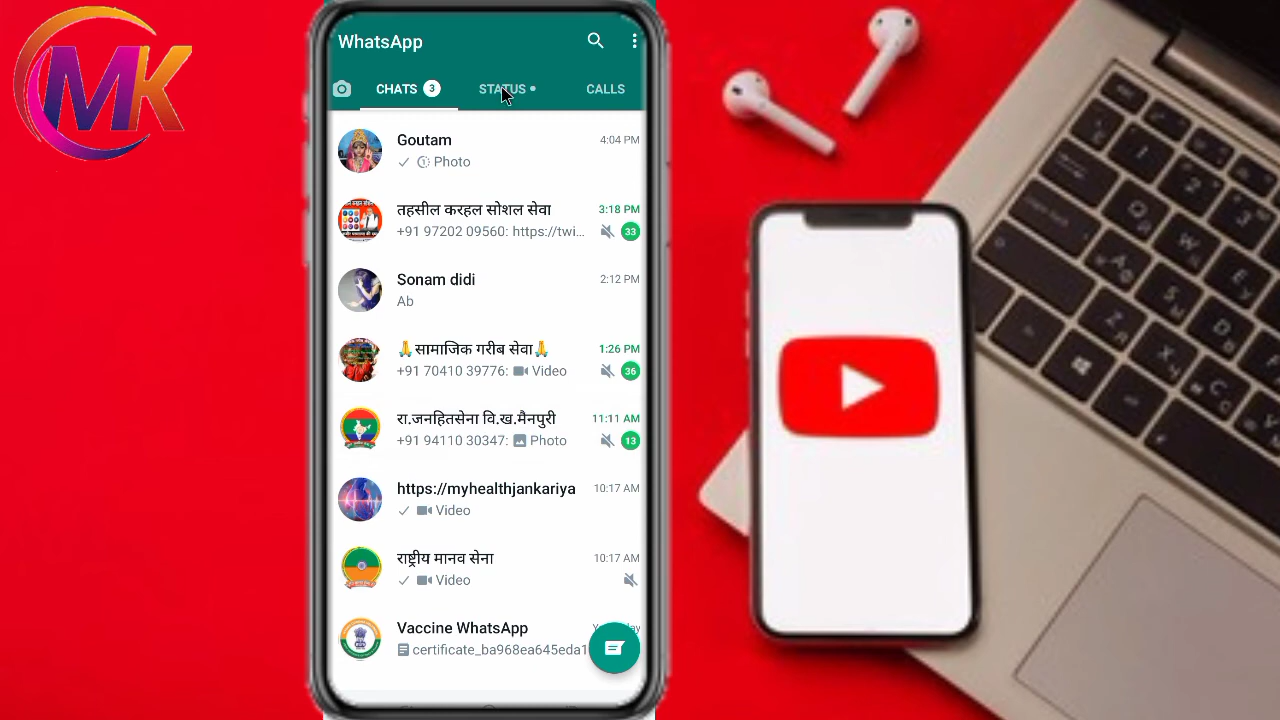 MK
WhatsApp
CHATS 3 STATUS CALLS
Goutam 4:04 PM
Photo
तहसील करहल सोशल सेवा 3:18 PM
+91 97202 09560: https://twi... 33
Sonam didi 2:12 PM
Ab
🙏सामाजिक गरीब सेवा🙏 1:26 PM
+91 70410 39776: Video 36
रा.जनहितसेना वि.ख.मैनपुरी 11:11 AM
+91 94110 30347: Photo 13
https://myhealthjankariya 10:17 AM
Video
राष्ट्रीय मानव सेना 10:17 AM
Video
Vaccine WhatsApp
certificate_ba968ea645eda1